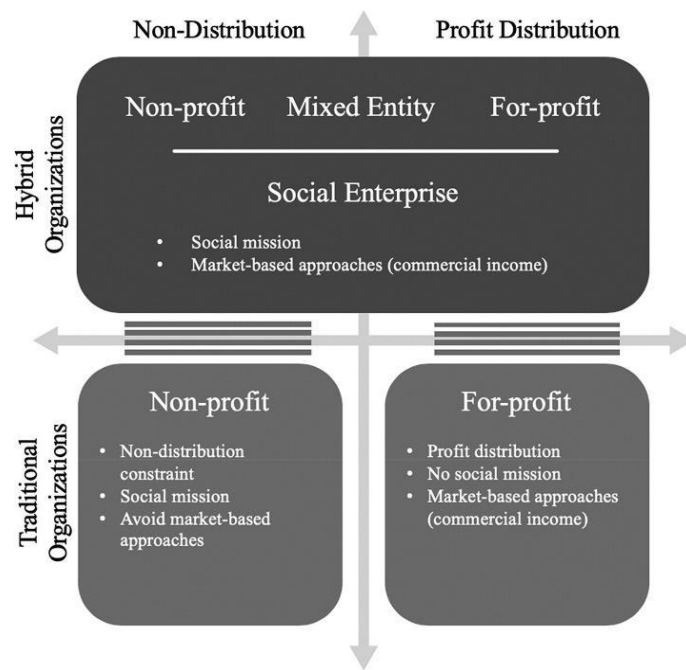 Non-Distribution
Profit Distribution
Hybrid
Organizations
Non-profit
Mixed Entity
For-profit
Social Enterprise
• Social mission
• Market-based approaches (commercial income)
Traditional
Organizations
Non-profit
• Non-distribution
constraint
• Social mission
• Avoid market-based
approaches
For-profit
• Profit distribution
• No social mission
• Market-based approaches
(commercial income)